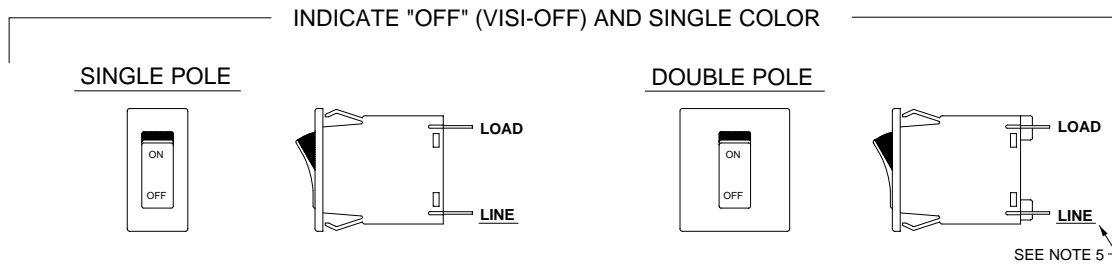 INDICATE "OFF" (VISI-OFF) AND SINGLE COLOR
SINGLE POLE
ON
OFF
LOAD
LINE
DOUBLE POLE
ON
OFF
LOAD
LINE
SEE NOTE 5